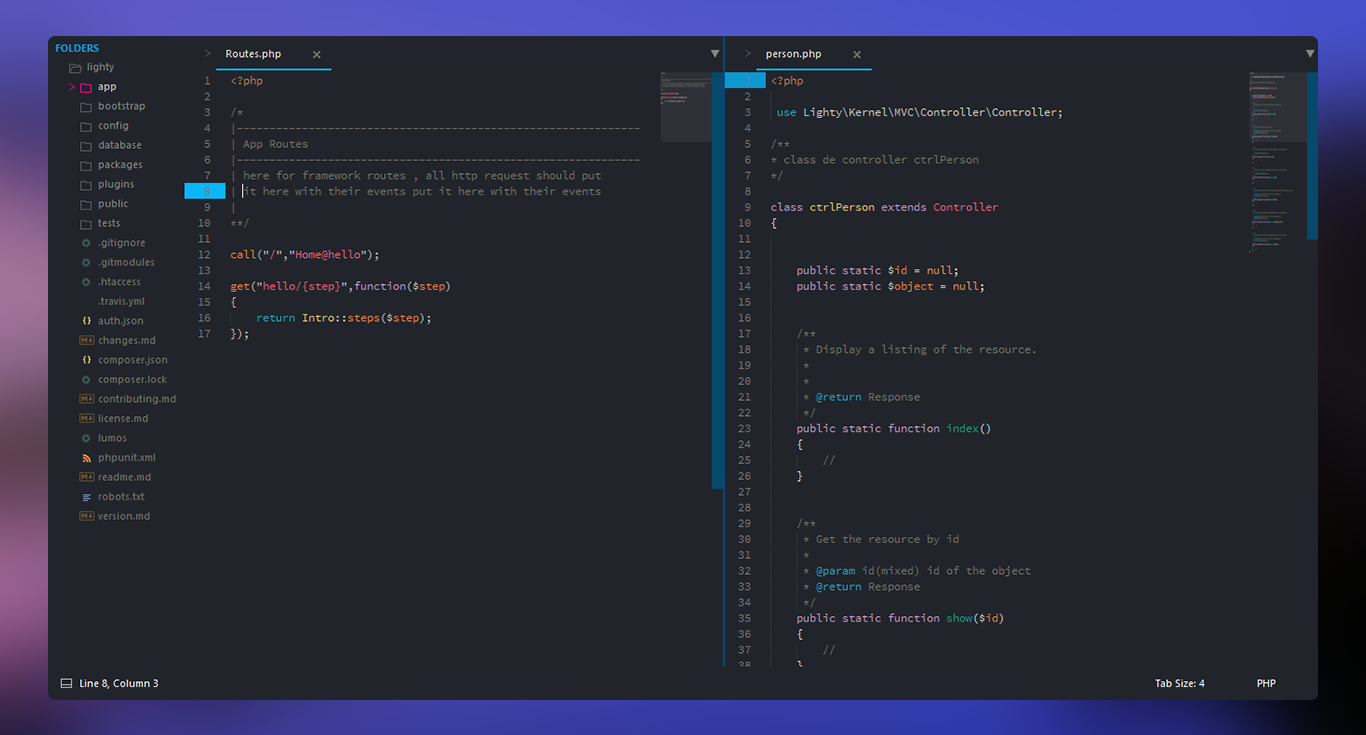 FOLDERS
lighty
app
bootstrap
config
database
packages
plugins
public
tests
.gitignore
.gitmodules
.htaccess
.travis.yml
auth.json
changes.md
composer.json
composer.lock
contributing.md
license.md
lumos
phpunit.xml
readme.md
robots.txt
version.md
Routes.php
1 <?php
2
3 /*
4 |--------------------------------------------------------------
5 | App Routes
6 |--------------------------------------------------------------
7 | here for framework routes , all http request should put
8 | it here with their events put it here with their events
9 |
10 **/
11
12 call("/","Home@hello");
13
14 get("hello/{step}",function($step)
15 {
16 return Intro::steps($step);
17 });
person.php
1 <?php
2
3 use Lighty\Kernel\MVC\Controller\Controller;
4
5 /**
6 * class de controller ctrlPerson
7 */
8
9 class ctrlPerson extends Controller
10 {
11
12
13 public static $id = null;
14 public static $object = null;
15
16
17 /**
18 * Display a listing of the resource.
19 *
20 *
21 * @return Response
22 */
23 public static function index()
24 {
25 //
26 }
27
28
29 /**
30 * Get the resource by id
31 *
32 * @param id(mixed) id of the object
33 * @return Response
34 */
35 public static function show($id)
36 {
37 //
38 }
Line 8, Column 3
Tab Size: 4
PHP